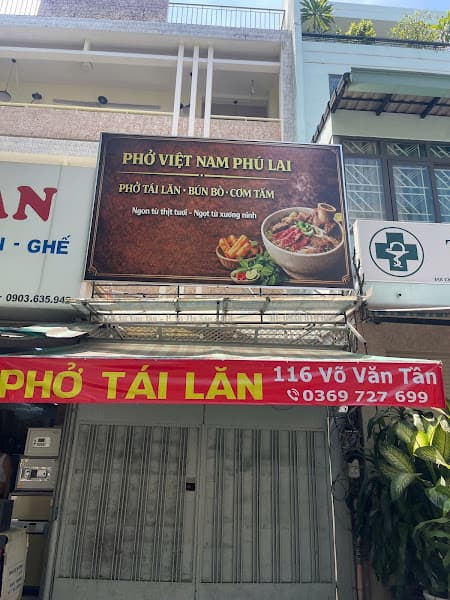 PHỞ VIỆT NAM PHÚ LAI
PHỞ TÁI LĂN • BÚN BÒ • CƠM TẤM
Ngon từ thịt tươi - Ngọt từ xương ninh
AN
- GHẾ
0903.635.94
PHỞ TÁI LĂN
116 Võ Văn Tần
0369 727 699